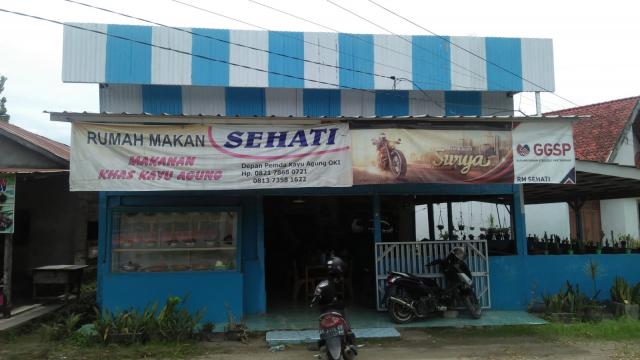 RUMAH MAKAN SEHATI
MAKANAN
KHAS KAYU AGUNG
Depan Pemda Kayu Agung OKI
Hp. 0821 7868 0721
0813 7358 1622
surya
GGSP
RM SEHATI